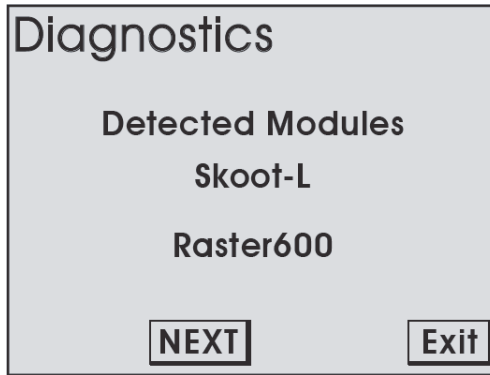 Diagnostics
Detected Modules
Skoot-L
Raster600
NEXT Exit